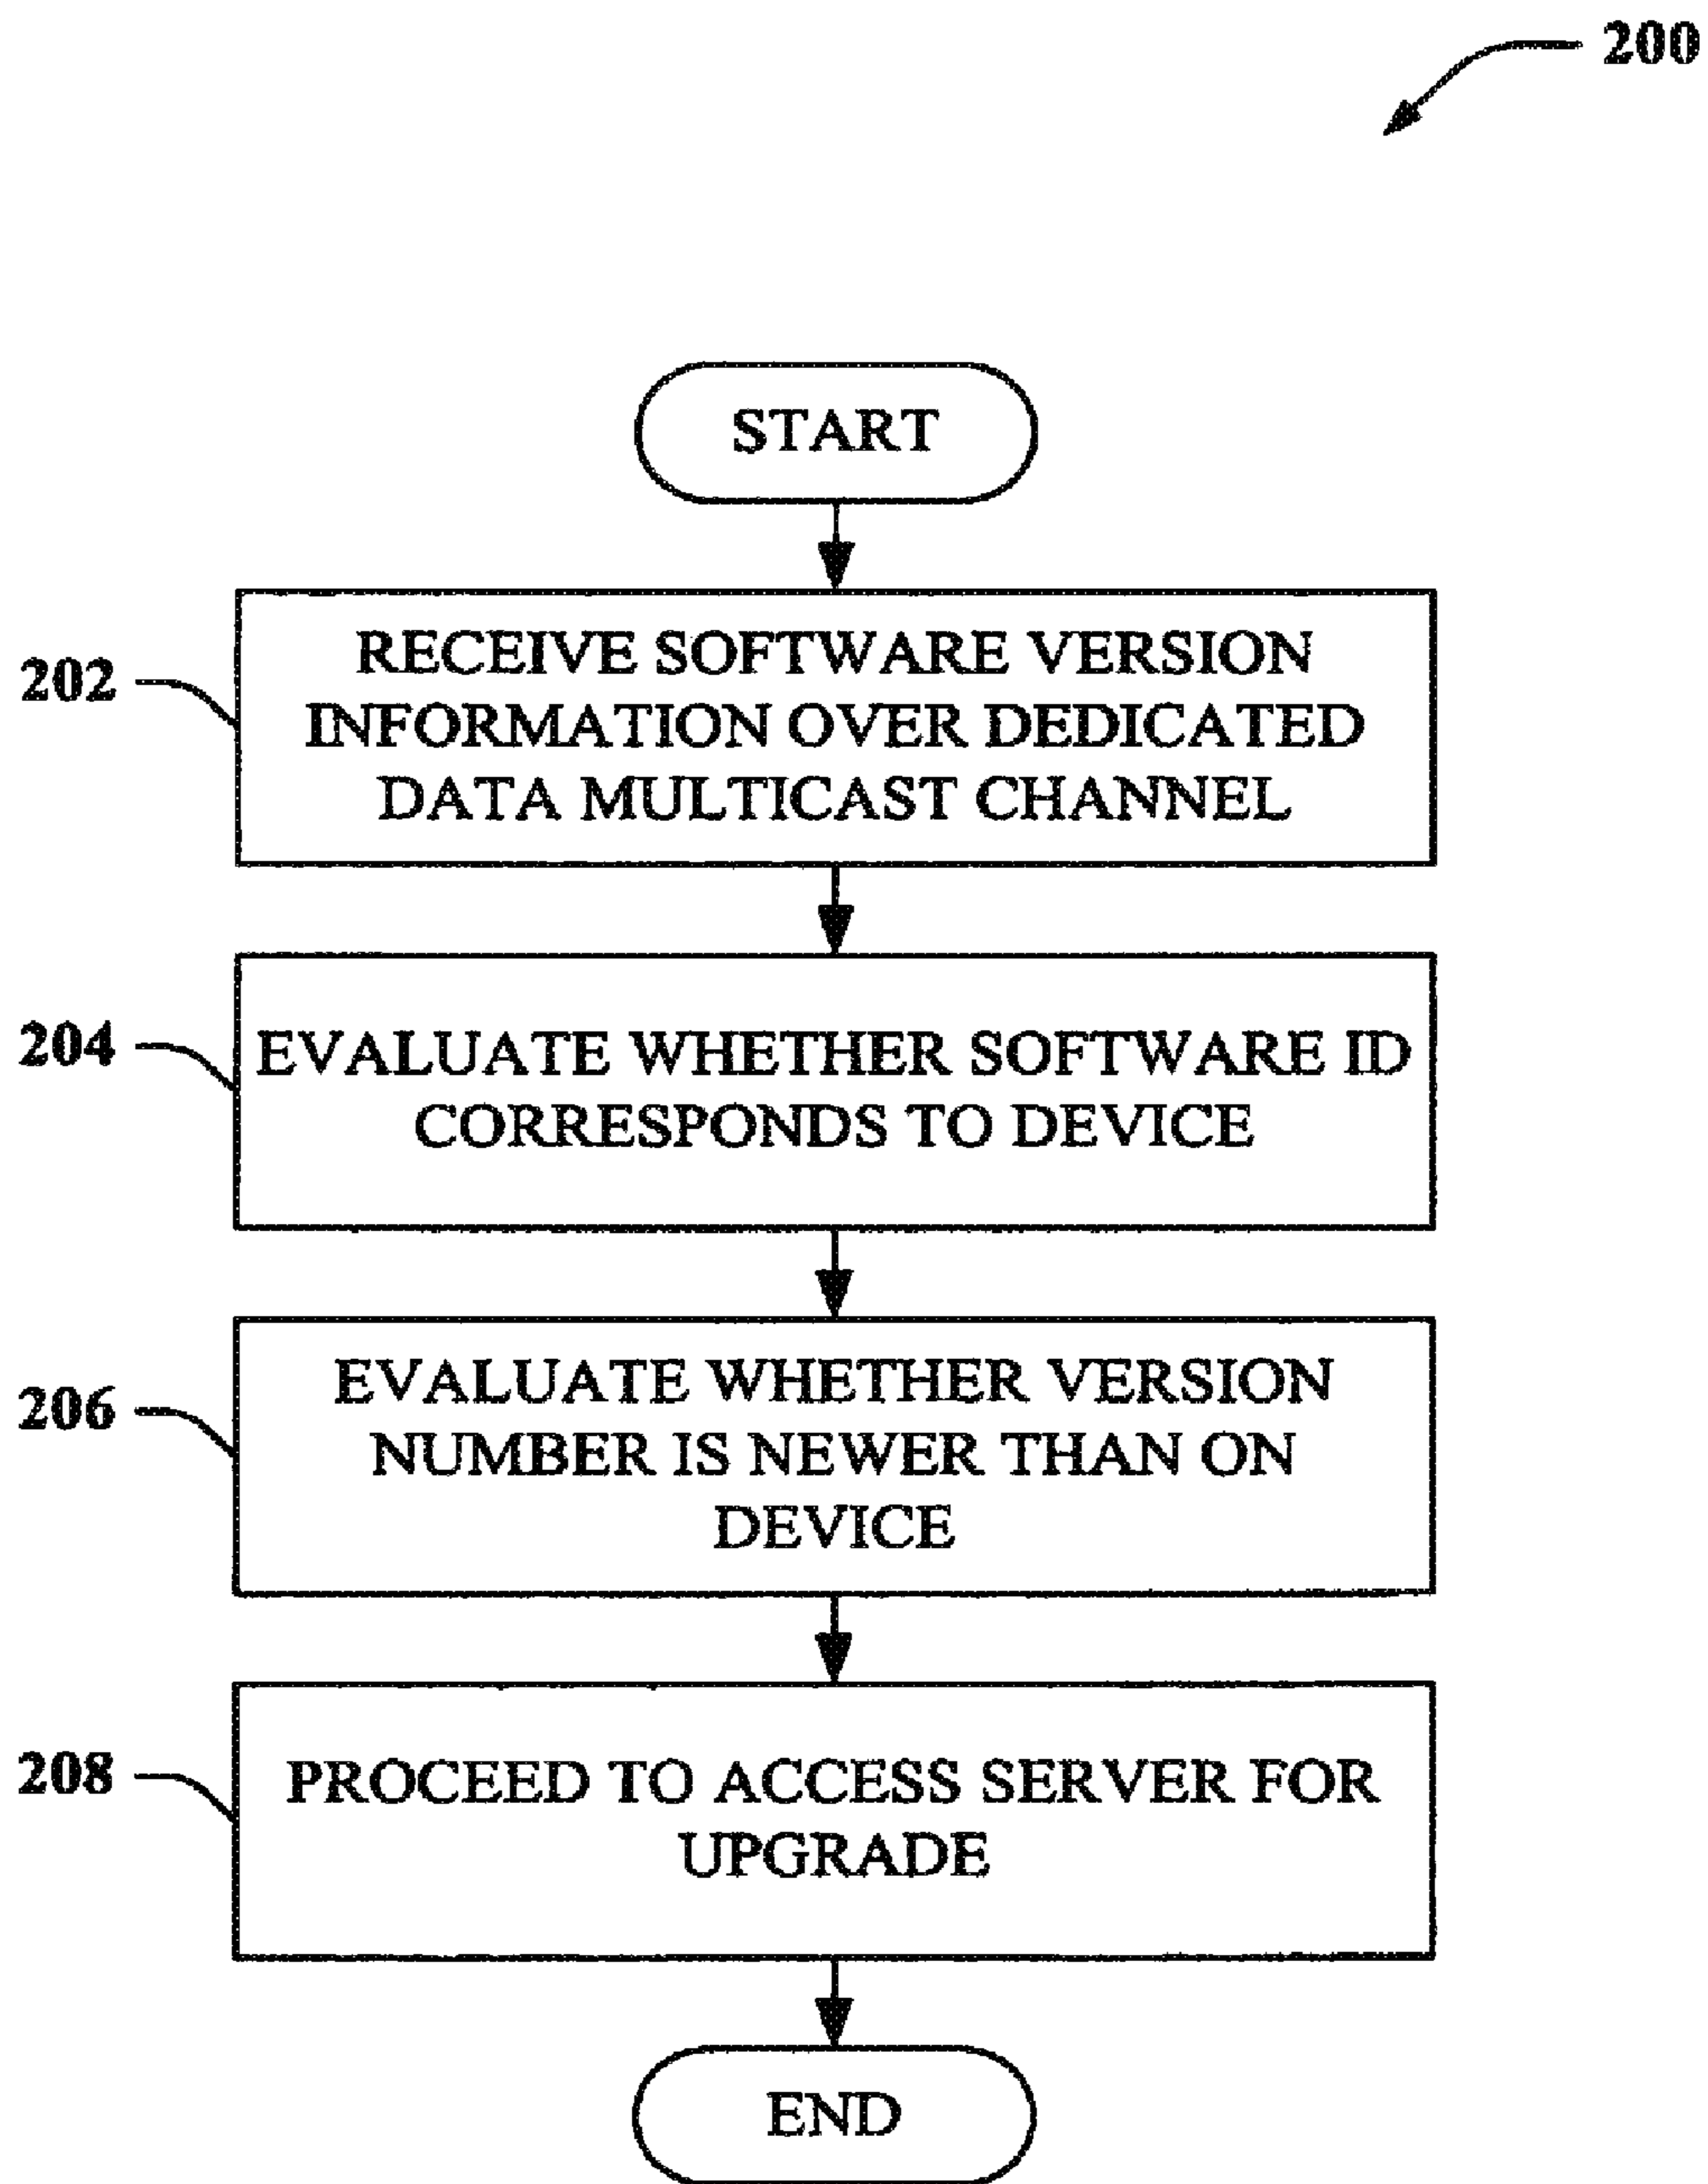 200
START
202
RECEIVE SOFTWARE VERSION
INFORMATION OVER DEDICATED
DATA MULTICAST CHANNEL
204
EVALUATE WHETHER SOFTWARE ID
CORRESPONDS TO DEVICE
206
EVALUATE WHETHER VERSION
NUMBER IS NEWER THAN ON
DEVICE
208
PROCEED TO ACCESS SERVER FOR
UPGRADE
END